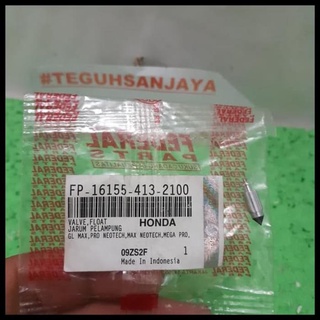 #TEGUHSANJAYA
FEDERAL
PARTS
FP-16155-413-2100
VALVE,FLOAT HONDA
JARUM PELAMPUNG
GL MAX,PRO NEOTECH,MAX NEOTECH,MEGA PRO,
09ZS2F 1
Made In Indonesia